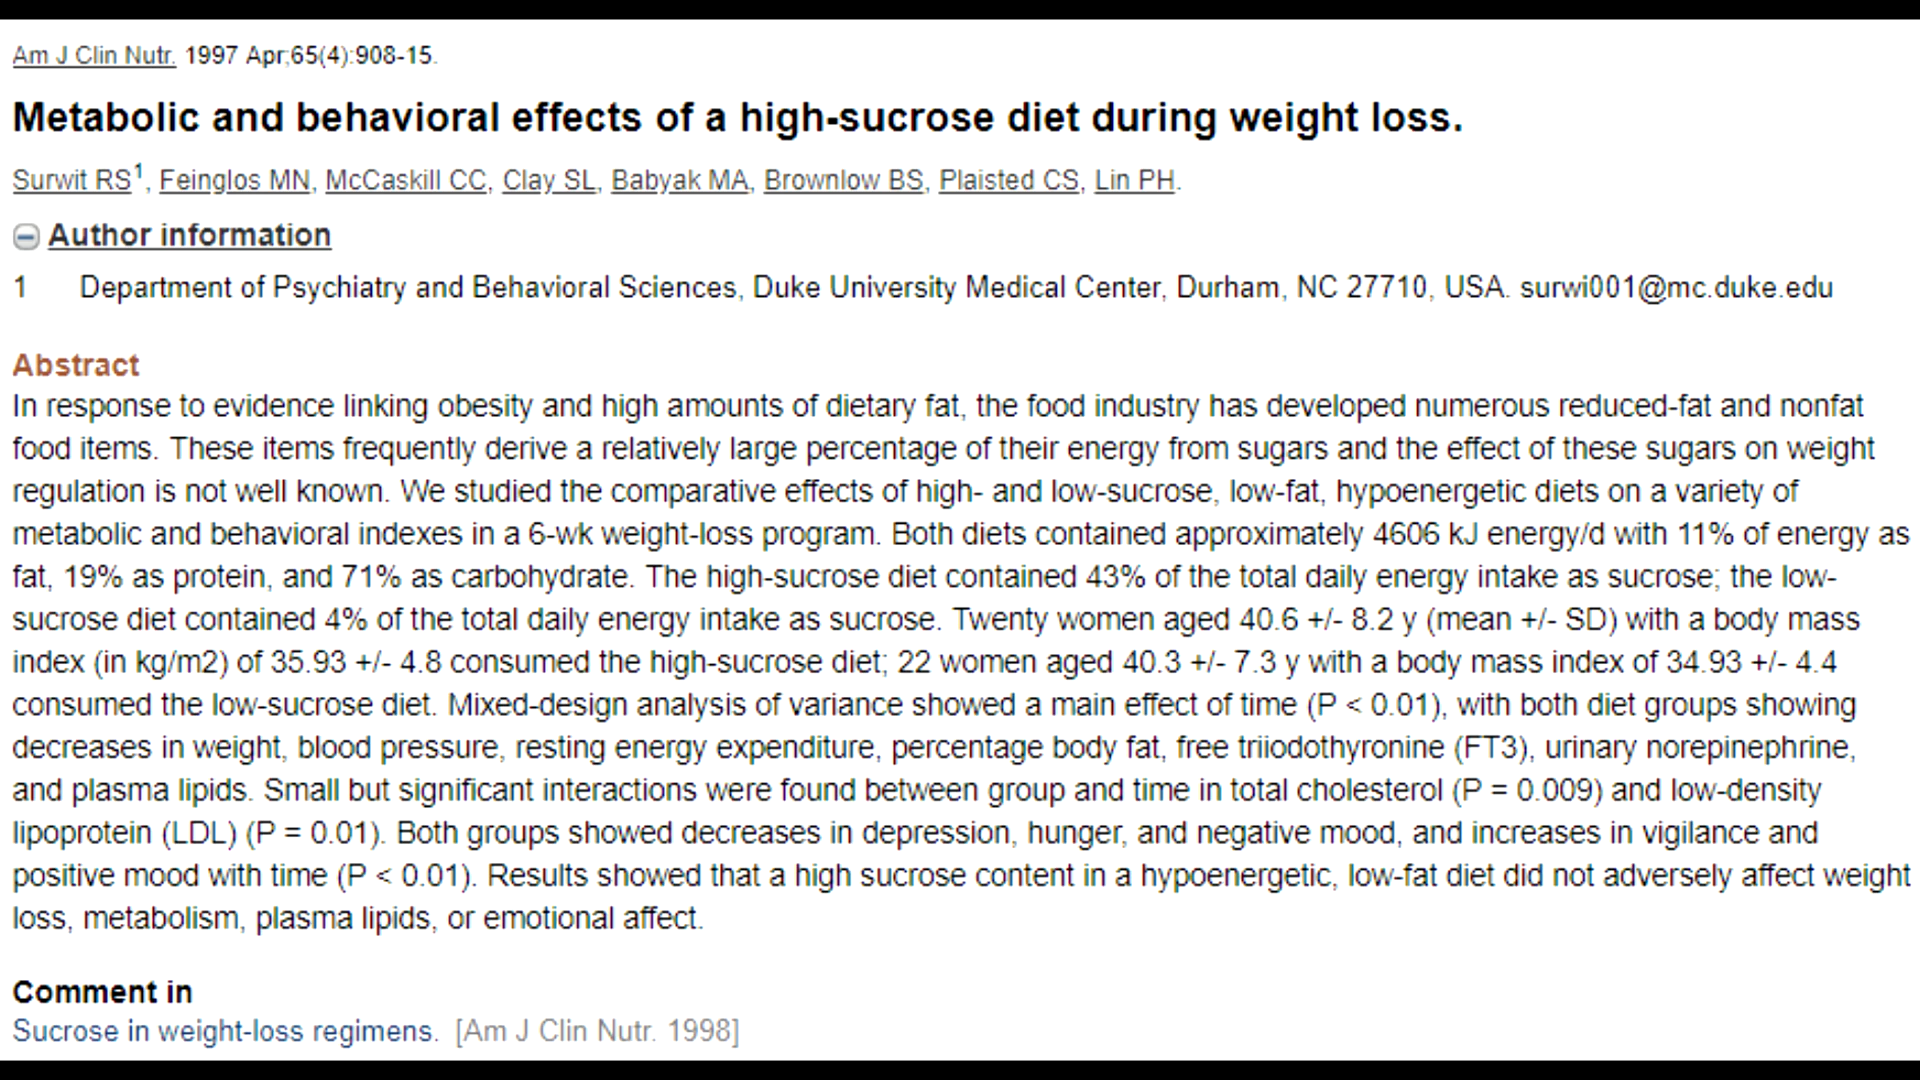 Am J Clin Nutr. 1997 Apr;65(4):908-15.
Metabolic and behavioral effects of a high-sucrose diet during weight loss.
Surwit RS1, Feinglos MN, McCaskill CC, Clay SL, Babyak MA, Brownlow BS, Plaisted CS, Lin PH.
Author information
1 Department of Psychiatry and Behavioral Sciences, Duke University Medical Center, Durham, NC 27710, USA. surwi001@mc.duke.edu
Abstract
In response to evidence linking obesity and high amounts of dietary fat, the food industry has developed numerous reduced-fat and nonfat
food items. These items frequently derive a relatively large percentage of their energy from sugars and the effect of these sugars on weight
regulation is not well known. We studied the comparative effects of high- and low-sucrose, low-fat, hypoenergetic diets on a variety of
metabolic and behavioral indexes in a 6-wk weight-loss program. Both diets contained approximately 4606 kJ energy/d with 11% of energy as
fat, 19% as protein, and 71% as carbohydrate. The high-sucrose diet contained 43% of the total daily energy intake as sucrose; the low-
sucrose diet contained 4% of the total daily energy intake as sucrose. Twenty women aged 40.6 +/- 8.2 y (mean +/- SD) with a body mass
index (in kg/m2) of 35.93 +/- 4.8 consumed the high-sucrose diet; 22 women aged 40.3 +/- 7.3 y with a body mass index of 34.93 +/- 4.4
consumed the low-sucrose diet. Mixed-design analysis of variance showed a main effect of time (P < 0.01), with both diet groups showing
decreases in weight, blood pressure, resting energy expenditure, percentage body fat, free triiodothyronine (FT3), urinary norepinephrine,
and plasma lipids. Small but significant interactions were found between group and time in total cholesterol (P = 0.009) and low-density
lipoprotein (LDL) (P = 0.01). Both groups showed decreases in depression, hunger, and negative mood, and increases in vigilance and
positive mood with time (P < 0.01). Results showed that a high sucrose content in a hypoenergetic, low-fat diet did not adversely affect weight
loss, metabolism, plasma lipids, or emotional affect.
Comment in
Sucrose in weight-loss regimens. [Am J Clin Nutr. 1998]